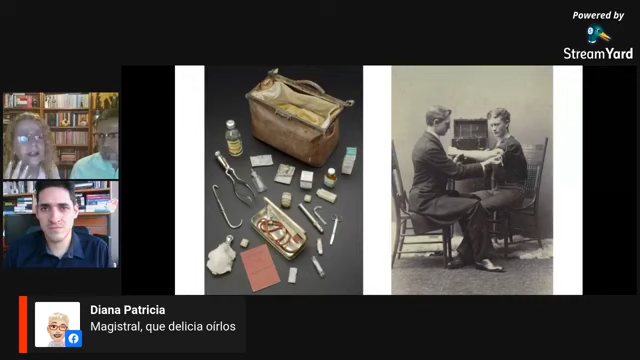 Powered by
StreamYard
Diana Patricia
Magistral, que delicia oírlos